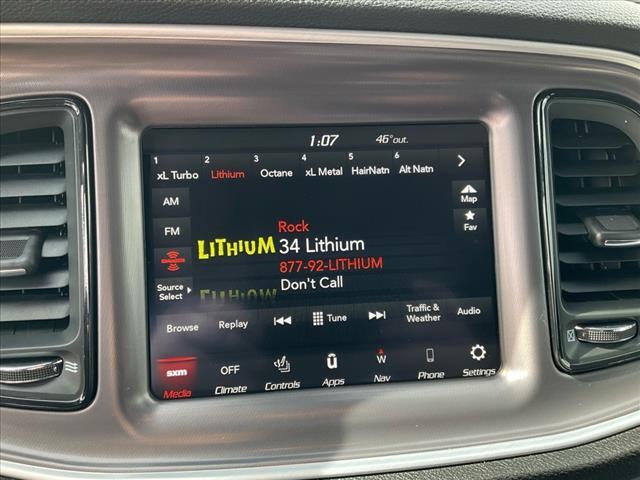 1:07 46°out.
1 2 3 4 5 6
xL Turbo Lithium Octane xL Metal HairNatn Alt Natn
AM
Map
FM
Fav
Rock
LITHIUM 34 Lithium
877-92-LITHIUM
Don't Call
Source Select
Browse Replay Tune Traffic & Weather Audio
sxm OFF W
Media Climate Controls Apps Nav Phone Settings